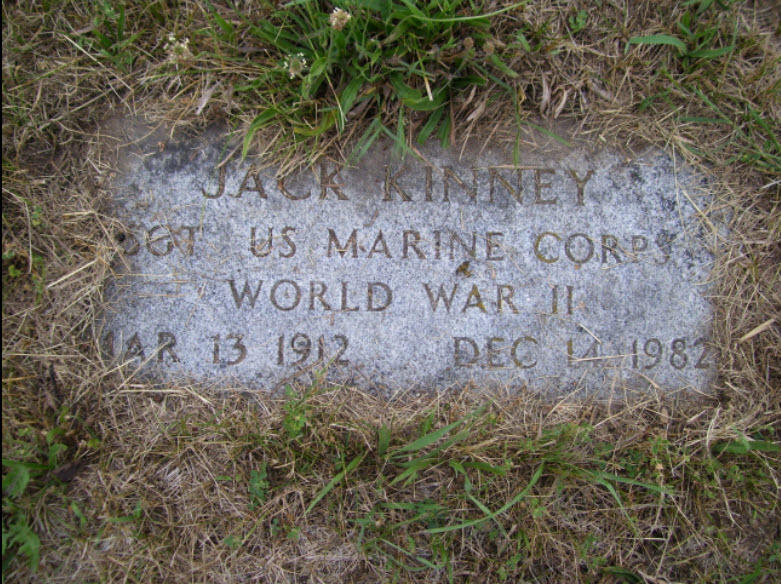 JACK KINNEY
SGT US MARINE CORPS
WORLD WAR II
MAR 13 1912 DEC 14 1982